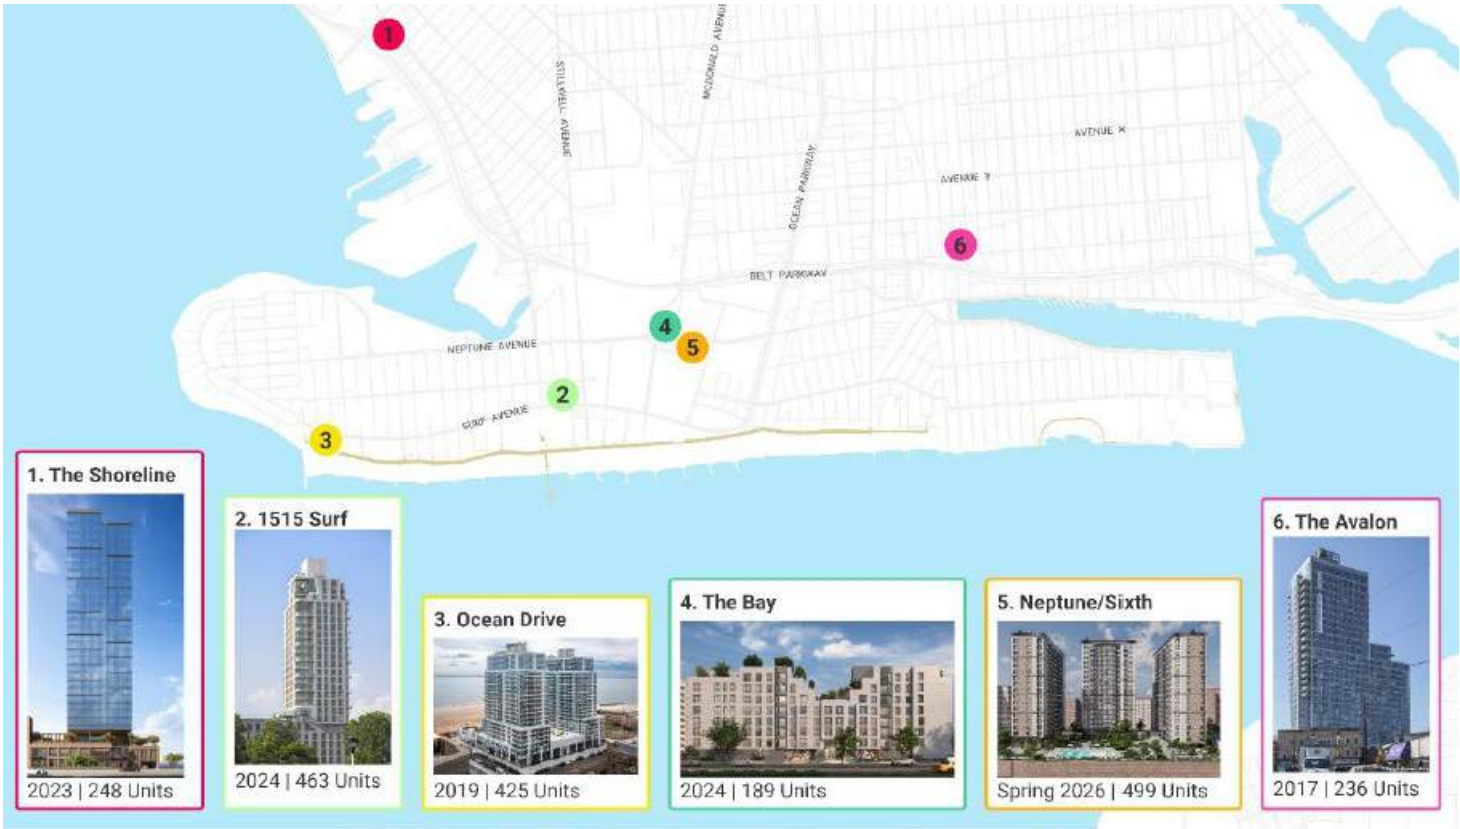 1
STILLWELL AVENUE
MCDONALD AVENUE
OCEAN PARKWAY
AVENUE X
AVENUE Y
6
BELT PARKWAY
4
5
NEPTUNE AVENUE
2
SURF AVENUE
3
1. The Shoreline
2023 | 248 Units
2. 1515 Surf
2024 | 463 Units
3. Ocean Drive
2019 | 425 Units
4. The Bay
2024 | 189 Units
5. Neptune/Sixth
Spring 2026 | 499 Units
6. The Avalon
2017 | 236 Units